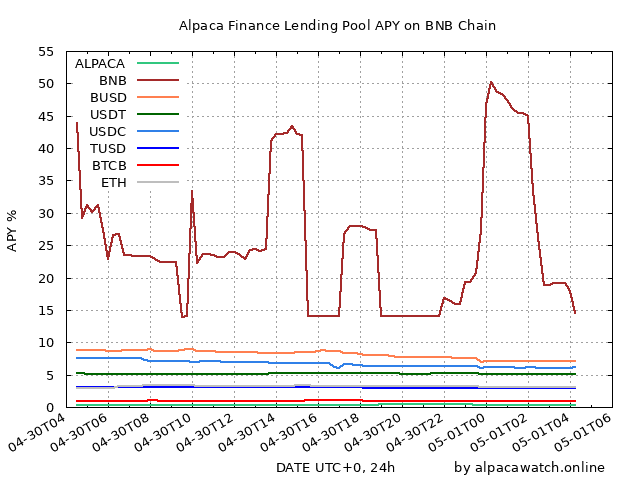 Alpaca Finance Lending Pool APY on BNB Chain
55
50
45
40
35
30
25
20
15
10
5
0
APY %
ALPACA
BNB
BUSD
USDT
USDC
TUSD
BTCB
ETH
04-30T04
04-30T06
04-30T08
04-30T10
04-30T12
04-30T14
04-30T16
04-30T18
04-30T20
04-30T22
05-01T00
05-01T02
05-01T04
05-01T06
DATE UTC+0, 24h
by alpacawatch.online